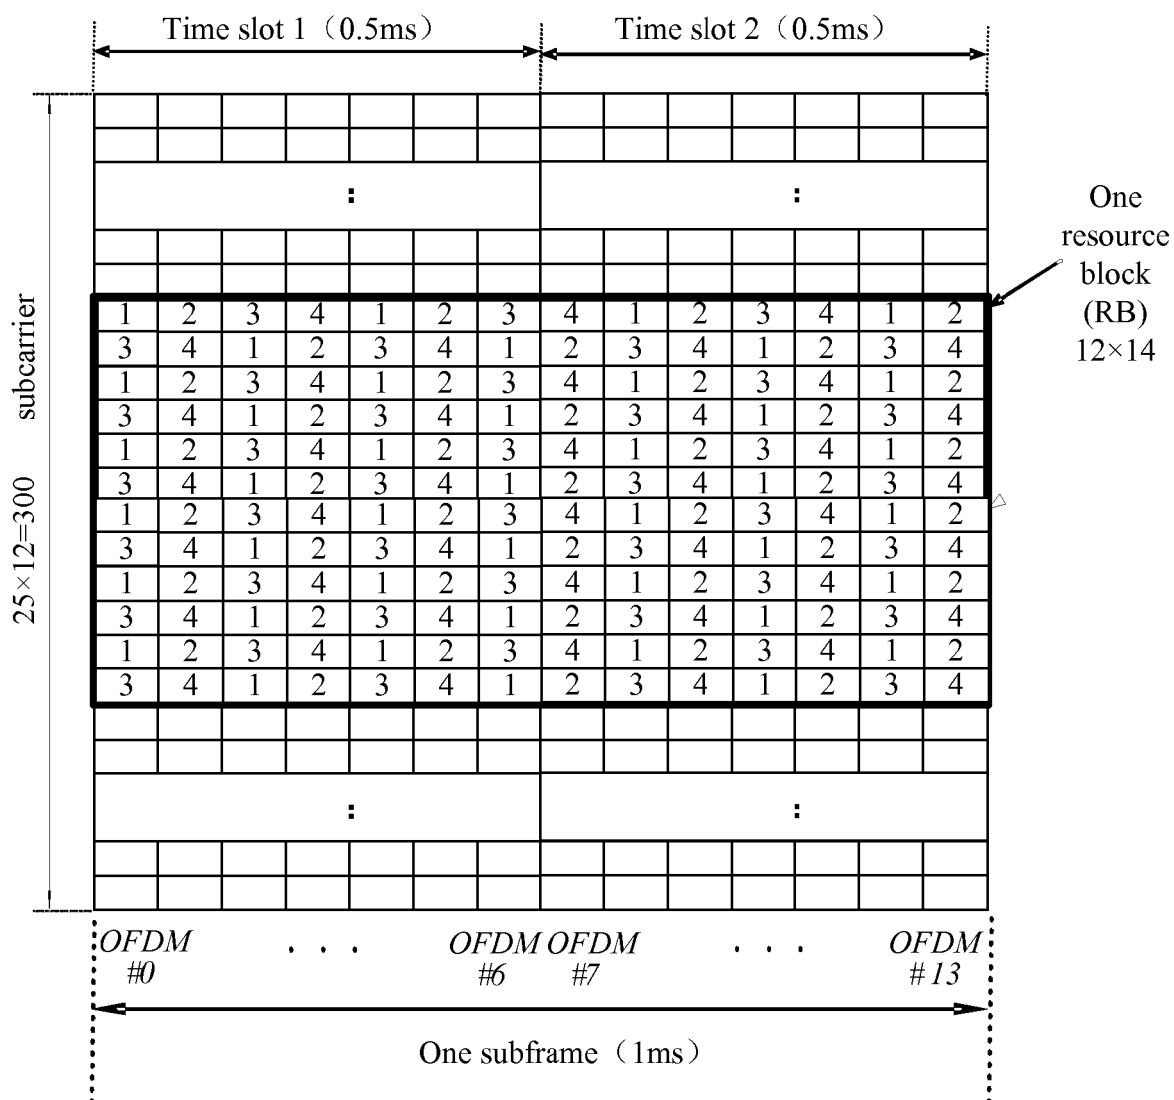 Time slot 1（0.5ms）
Time slot 2（0.5ms）
:
:
One
resource
block
(RB)
12×14
25×12=300 subcarrier
1 2 3 4 1 2 3 4 1 2 3 4 1 2
3 4 1 2 3 4 1 2 3 4 1 2 3 4
1 2 3 4 1 2 3 4 1 2 3 4 1 2
3 4 1 2 3 4 1 2 3 4 1 2 3 4
1 2 3 4 1 2 3 4 1 2 3 4 1 2
3 4 1 2 3 4 1 2 3 4 1 2 3 4
1 2 3 4 1 2 3 4 1 2 3 4 1 2
3 4 1 2 3 4 1 2 3 4 1 2 3 4
1 2 3 4 1 2 3 4 1 2 3 4 1 2
3 4 1 2 3 4 1 2 3 4 1 2 3 4
1 2 3 4 1 2 3 4 1 2 3 4 1 2
3 4 1 2 3 4 1 2 3 4 1 2 3 4
:
:
OFDM . . . OFDM OFDM . . . OFDM
#0 #6 #7 #13
One subframe（1ms）